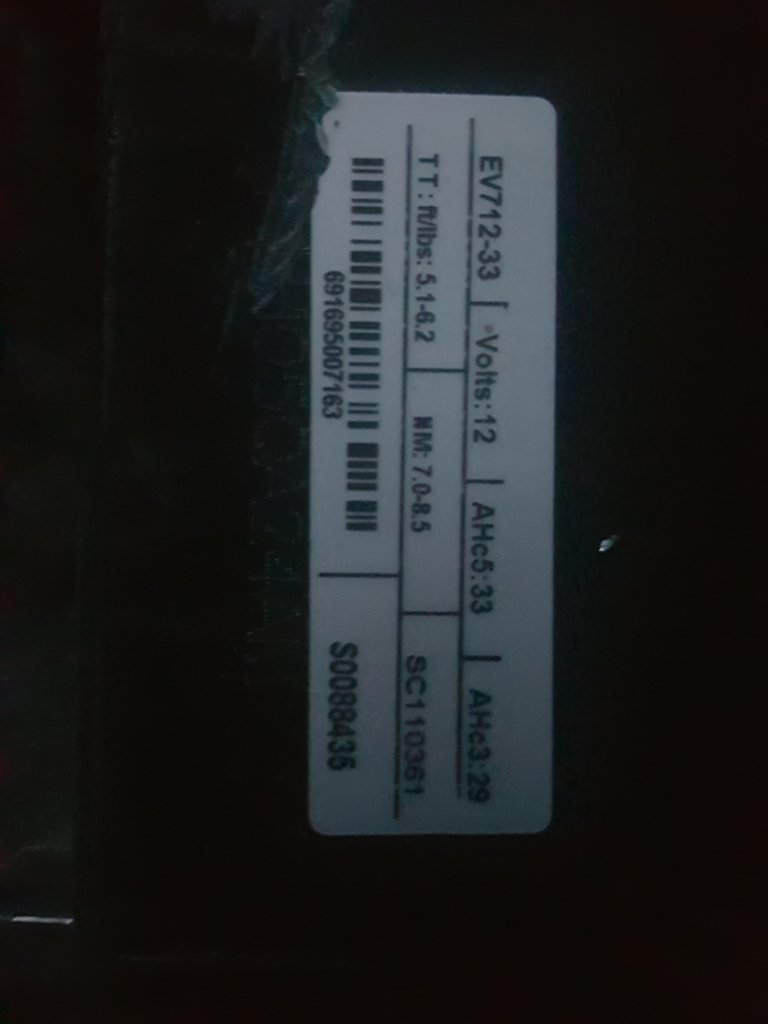 EV712-33 | Volts:12 | AHc5:33 | AHc3:29
TT : ft/lbs: 5.1-6.2 | NM: 7.0-8.5 | SC110361
691695007163
S0088435